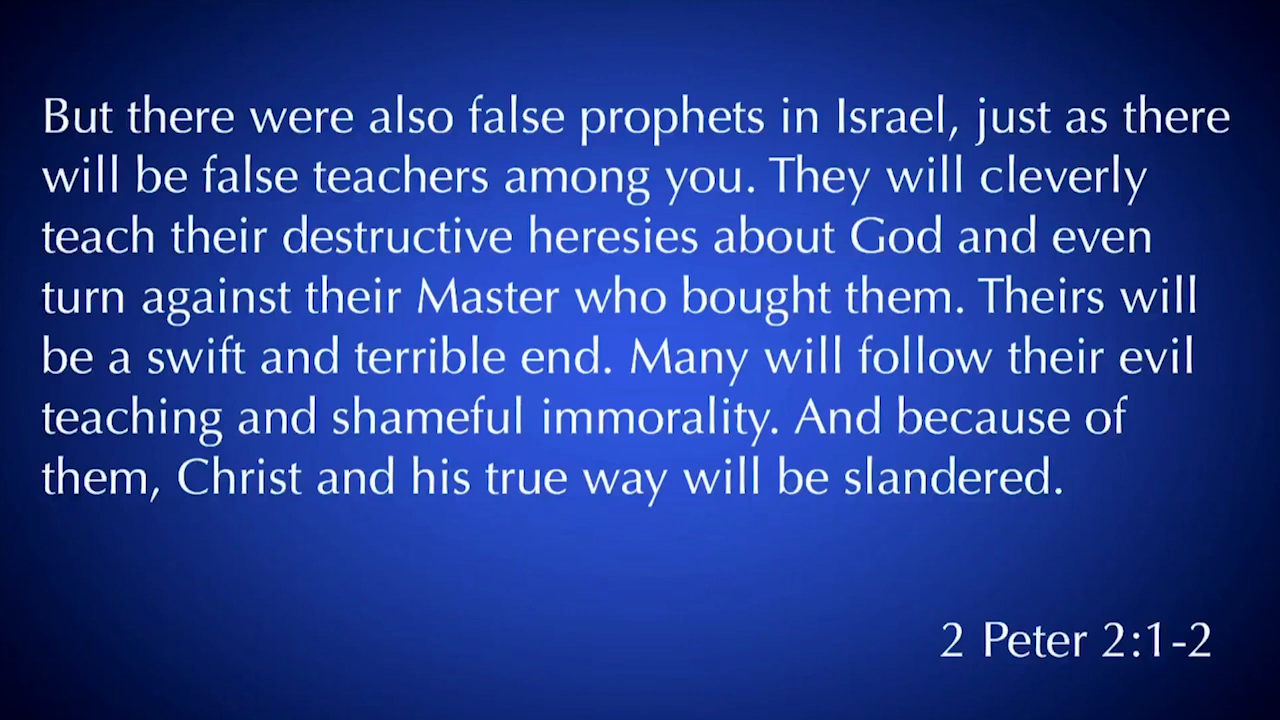 But there were also false prophets in Israel, just as there
will be false teachers among you. They will cleverly
teach their destructive heresies about God and even
turn against their Master who bought them. Theirs will
be a swift and terrible end. Many will follow their evil
teaching and shameful immorality. And because of
them, Christ and his true way will be slandered.
2 Peter 2:1-2